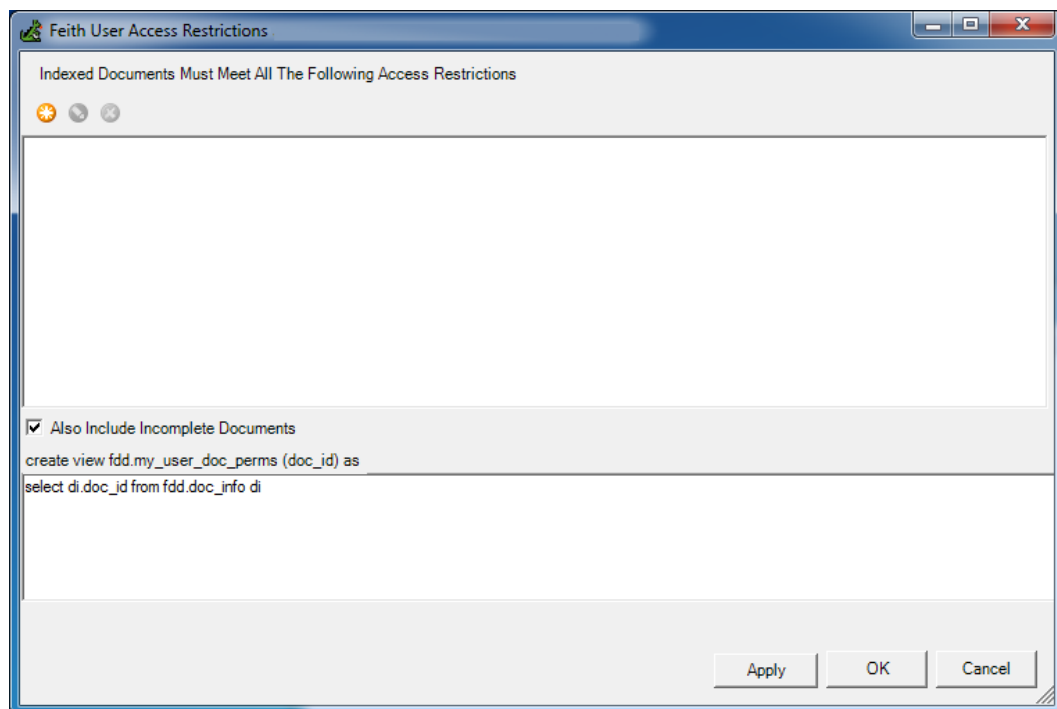 Feith User Access Restrictions
Indexed Documents Must Meet All The Following Access Restrictions
Also Include Incomplete Documents
create view fdd.my_user_doc_perms (doc_id) as
select di.doc_id from fdd.doc_info di
Apply OK Cancel